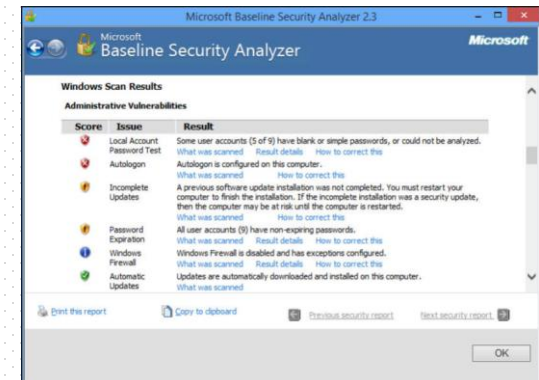 Microsoft Baseline Security Analyzer 2.3
Microsoft
Baseline Security Analyzer
Microsoft
Windows Scan Results
Administrative Vulnerabilities
Score Issue Result
Local Account Password Test
Some user accounts (5 of 9) have blank or simple passwords, or could not be analyzed.
What was scanned Result details How to correct this
Autologon
Autologon is configured on this computer.
What was scanned How to correct this
Incomplete Updates
A previous software update installation was not completed. You must restart your
computer to finish the installation. If the incomplete installation was a security update,
then the computer may be at risk until the computer is restarted.
What was scanned How to correct this
Password Expiration
All user accounts (9) have non-expiring passwords.
What was scanned Result details How to correct this
Windows Firewall
Windows Firewall is disabled and has exceptions configured.
What was scanned Result details How to correct this
Automatic Updates
Updates are automatically downloaded and installed on this computer.
What was scanned
Print this report Copy to clipboard Previous security report Next security report
OK